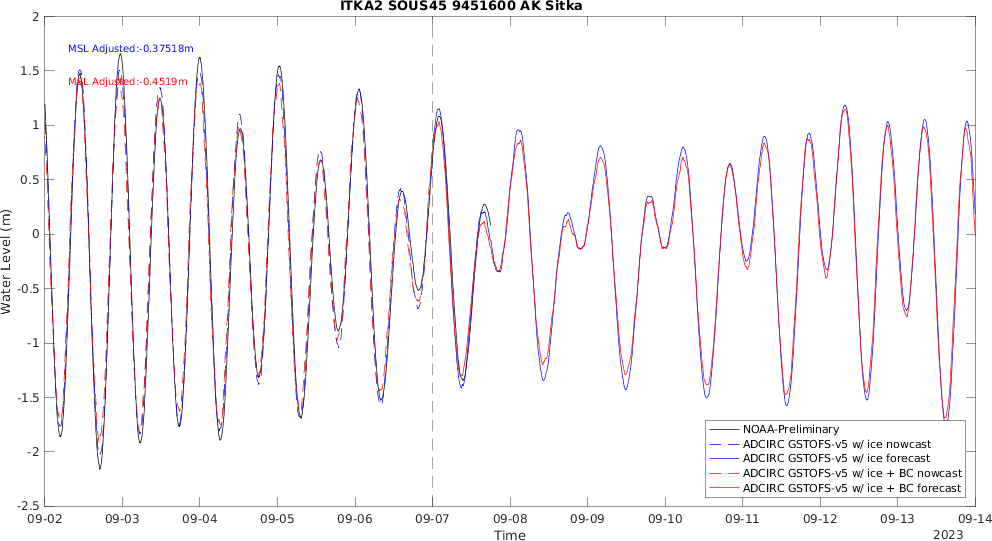 ITKA2 SOUS45 9451600 AK Sitka
MSL Adjusted:-0.37518m
MSL Adjusted:-0.4519m
Water Level (m)
2
1.5
1
0.5
0
-0.5
-1
-1.5
-2
-2.5
NOAA-Preliminary
ADCIRC GSTOFS-v5 w/ ice nowcast
ADCIRC GSTOFS-v5 w/ ice forecast
ADCIRC GSTOFS-v5 w/ ice + BC nowcast
ADCIRC GSTOFS-v5 w/ ice + BC forecast
09-02 09-03 09-04 09-05 09-06 09-07 09-08 09-09 09-10 09-11 09-12 09-13 09-14
Time
2023